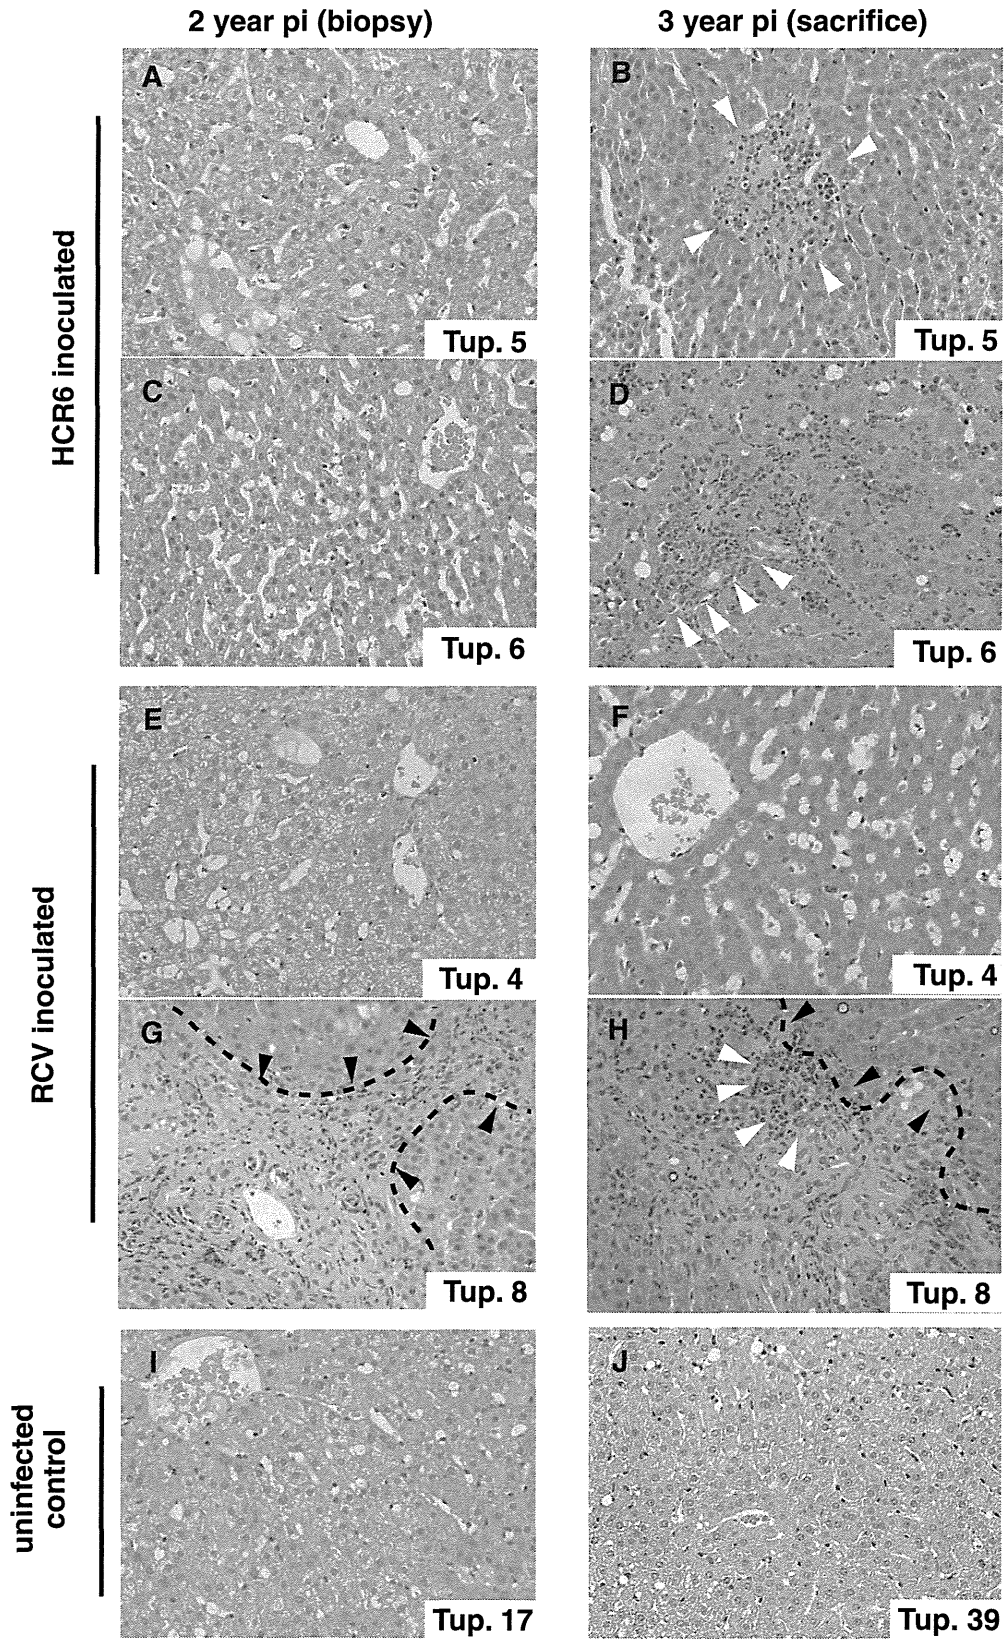 2 year pi (biopsy)
3 year pi (sacrifice)
HCR6 inoculated
A
Tup. 5
B
Tup. 5
C
Tup. 6
D
Tup. 6
RCV inoculated
E
Tup. 4
F
Tup. 4
G
Tup. 8
H
Tup. 8
uninfected
control
I
Tup. 17
J
Tup. 39